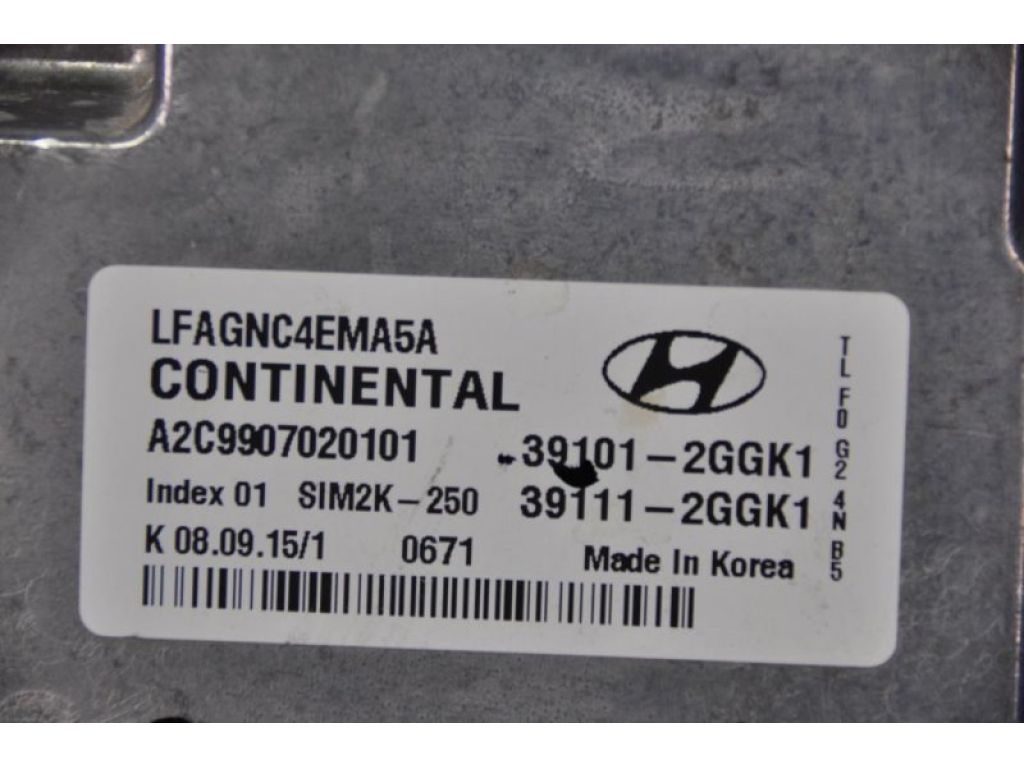 LFAGNC4EMA5A
CONTINENTAL
A2C9907020101 39101-2GGK1
Index 01 SIM2K-250 39111-2GGK1
K 08.09.15/1 0671 Made In Korea
TL F0 G2 4N B5